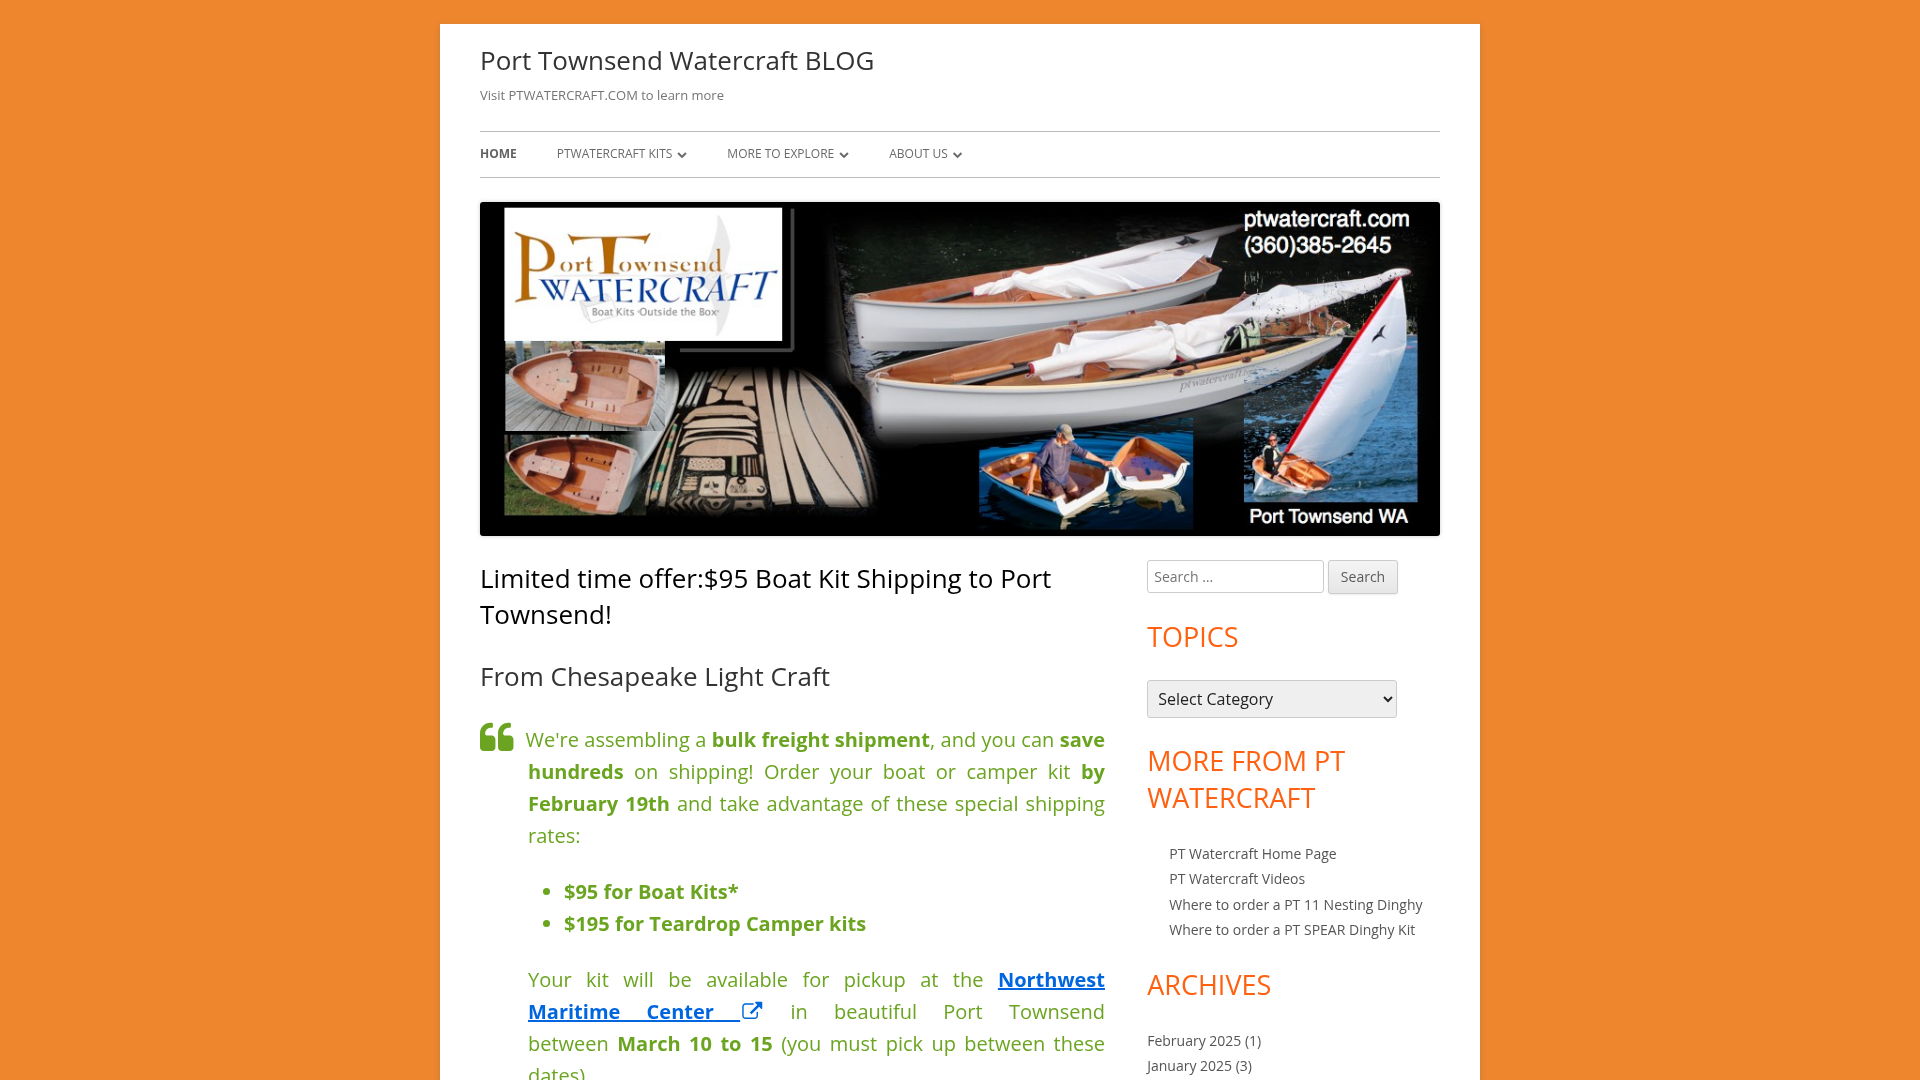 Port Townsend Watercraft BLOG
Visit PTWATERCRAFT.COM to learn more
HOME
PTWATERCRAFT KITS
MORE TO EXPLORE
ABOUT US
Port Townsend
WATERCRAFT
Boat Kits "Outside the Box"
ptwatercraft.com
(360)385-2645
ptwatercraft.com
Port Townsend WA
Limited time offer:$95 Boat Kit Shipping to Port
Townsend!
From Chesapeake Light Craft
We're assembling a bulk freight shipment, and you can save
hundreds on shipping! Order your boat or camper kit by
February 19th and take advantage of these special shipping
rates:
• $95 for Boat Kits*
• $195 for Teardrop Camper kits
Your kit will be available for pickup at the Northwest
Maritime Center in beautiful Port Townsend
between March 10 to 15 (you must pick up between these
dates)
Search ...
Search
TOPICS
Select Category
MORE FROM PT
WATERCRAFT
PT Watercraft Home Page
PT Watercraft Videos
Where to order a PT 11 Nesting Dinghy
Where to order a PT SPEAR Dinghy Kit
ARCHIVES
February 2025 (1)
January 2025 (3)